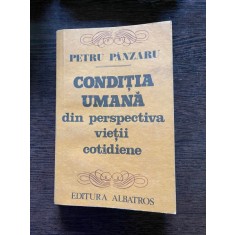 PETRU PÂNZARU
CONDIȚIA
UMANĂ
din perspectiva
vieții
cotidiene
EDITURA ALBATROS